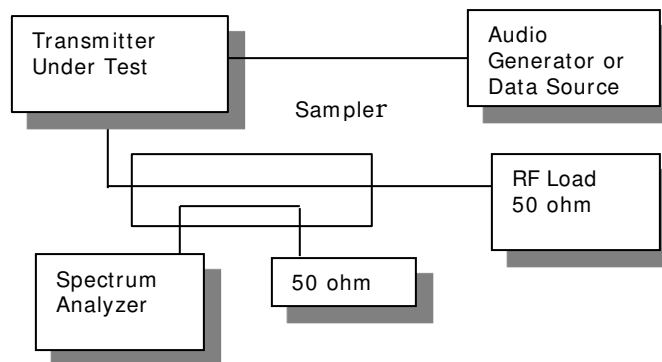 Transmitter
Under Test
Audio
Generator or
Data Source
Sampler
RF Load
50 ohm
Spectrum
Analyzer
50 ohm